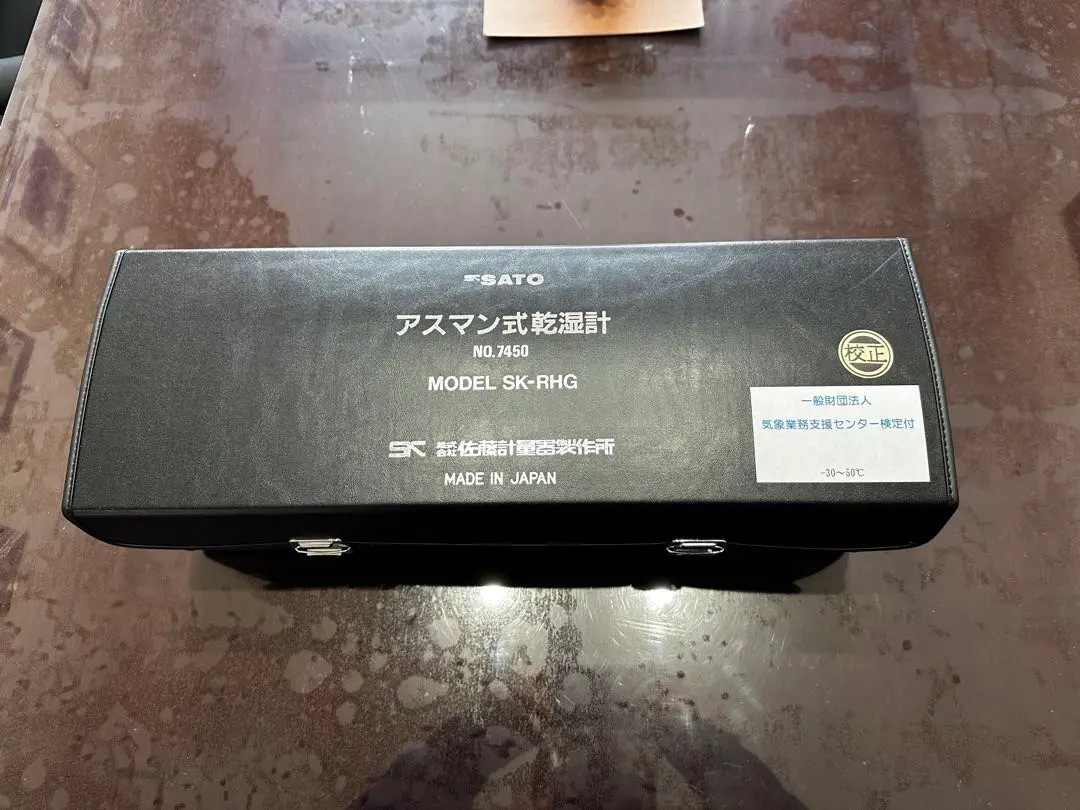 SATO
アスマン式乾湿計
NO.7450
MODEL SK-RHG
校正
一般財団法人
気象業務支援センター検定付
-30～50℃
SK 株式会社佐藤計量器製作所
MADE IN JAPAN